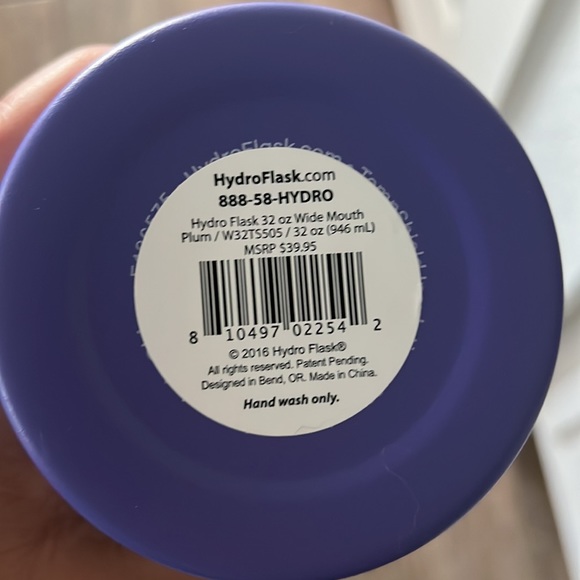 HydroFlask.com
HydroFlask.com
888-58-HYDRO
Hydro Flask 32 oz Wide Mouth
Plum / W32TS505 / 32 oz (946 mL)
MSRP $39.95
8 10497 02254 2
© 2016 Hydro Flask®
All rights reserved. Patent Pending.
Designed in Bend, OR. Made in China.
Hand wash only.